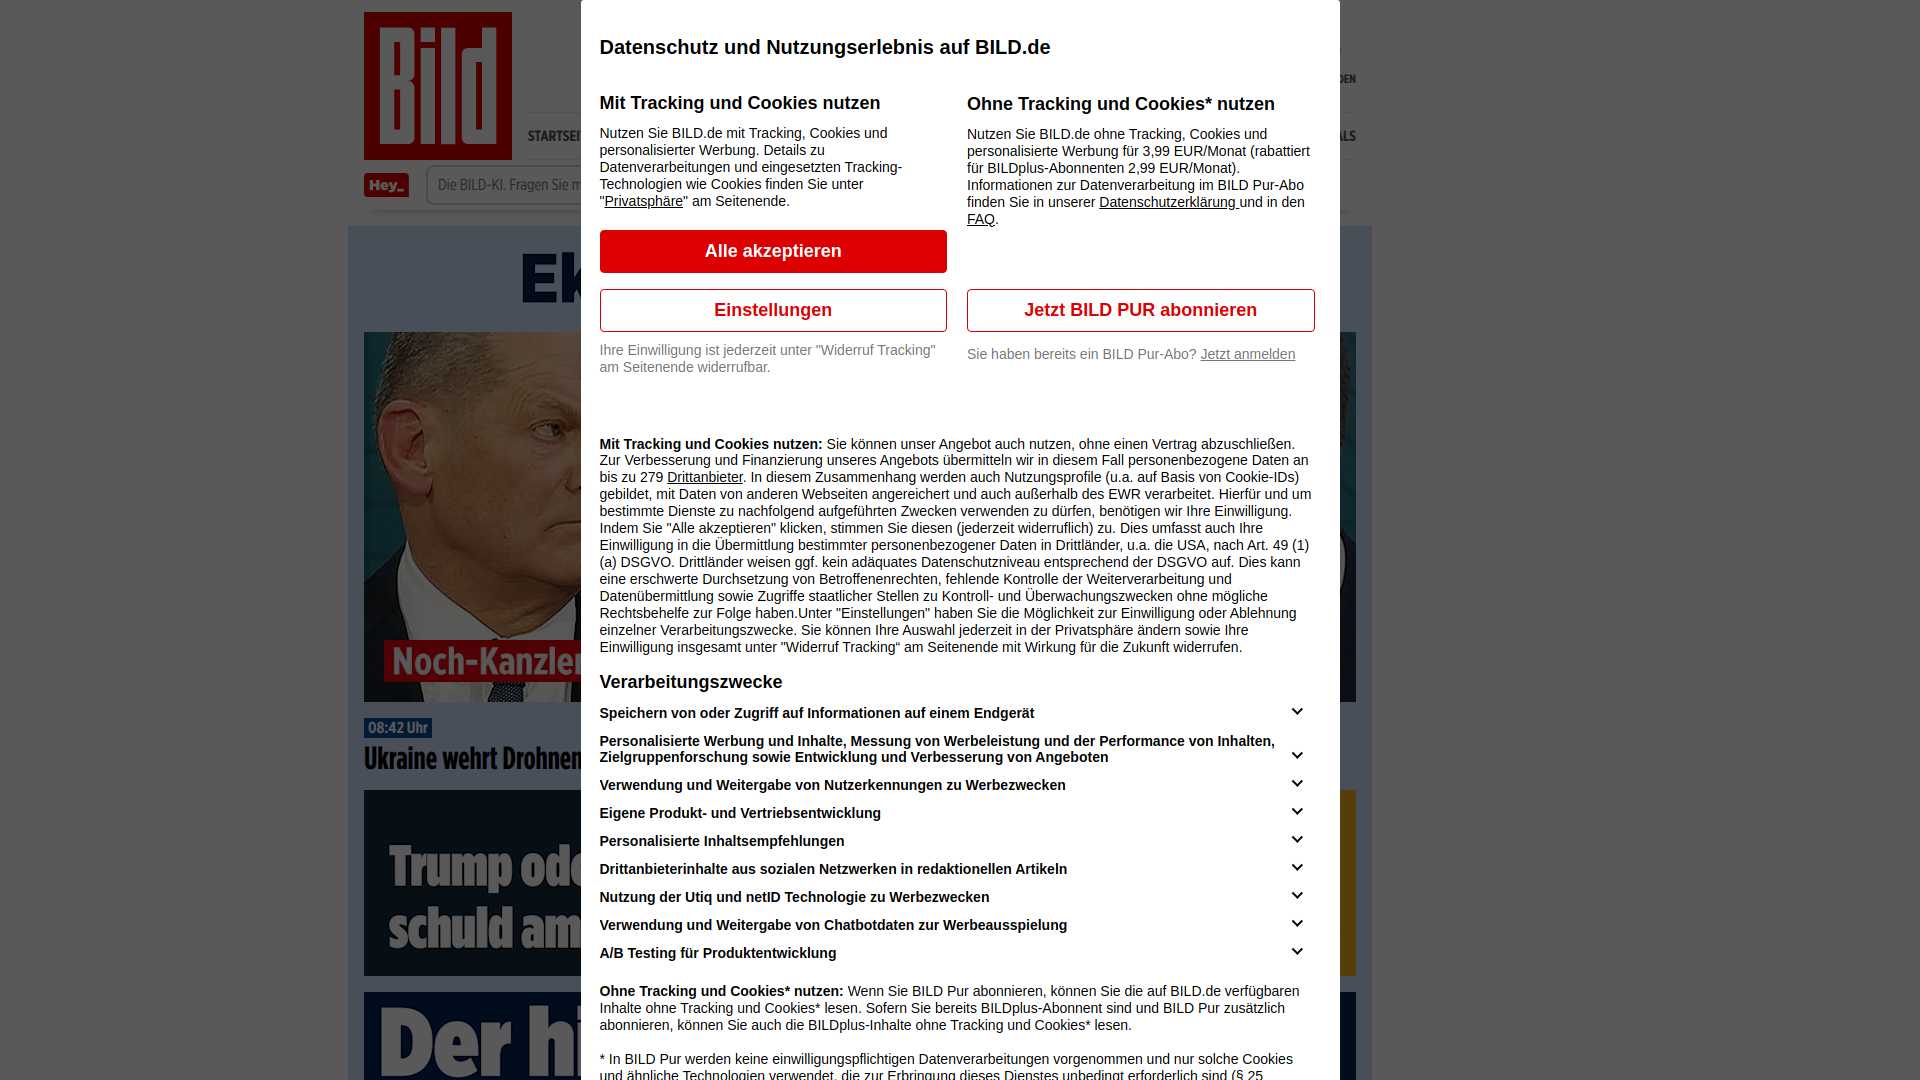 Bild
DEN
STARTSEI
ALS
Hey_
Die BILD-KI. Fragen Sie m
Ek
Noch-Kanzler
08:42 Uhr
Ukraine wehrt Drohnen
Trump ode
schuld am
Der hi
Datenschutz und Nutzungserlebnis auf BILD.de
Mit Tracking und Cookies nutzen
Nutzen Sie BILD.de mit Tracking, Cookies und
personalisierter Werbung. Details zu
Datenverarbeitungen und eingesetzten Tracking-
Technologien wie Cookies finden Sie unter
"Privatsphäre" am Seitenende.
Alle akzeptieren
Einstellungen
Ihre Einwilligung ist jederzeit unter "Widerruf Tracking"
am Seitenende widerrufbar.
Ohne Tracking und Cookies* nutzen
Nutzen Sie BILD.de ohne Tracking, Cookies und
personalisierte Werbung für 3,99 EUR/Monat (rabattiert
für BILDplus-Abonnenten 2,99 EUR/Monat).
Informationen zur Datenverarbeitung im BILD Pur-Abo
finden Sie in unserer Datenschutzerklärung und in den
FAQ.
Jetzt BILD PUR abonnieren
Sie haben bereits ein BILD Pur-Abo? Jetzt anmelden
Mit Tracking und Cookies nutzen: Sie können unser Angebot auch nutzen, ohne einen Vertrag abzuschließen.
Zur Verbesserung und Finanzierung unseres Angebots übermitteln wir in diesem Fall personenbezogene Daten an
bis zu 279 Drittanbieter. In diesem Zusammenhang werden auch Nutzungsprofile (u.a. auf Basis von Cookie-IDs)
gebildet, mit Daten von anderen Webseiten angereichert und auch außerhalb des EWR verarbeitet. Hierfür und um
bestimmte Dienste zu nachfolgend aufgeführten Zwecken verwenden zu dürfen, benötigen wir Ihre Einwilligung.
Indem Sie "Alle akzeptieren" klicken, stimmen Sie diesen (jederzeit widerruflich) zu. Dies umfasst auch Ihre
Einwilligung in die Übermittlung bestimmter personenbezogener Daten in Drittländer, u.a. die USA, nach Art. 49 (1)
(a) DSGVO. Drittländer weisen ggf. kein adäquates Datenschutzniveau entsprechend der DSGVO auf. Dies kann
eine erschwerte Durchsetzung von Betroffenenrechten, fehlende Kontrolle der Weiterverarbeitung und
Datenübermittlung sowie Zugriffe staatlicher Stellen zu Kontroll- und Überwachungszwecken ohne mögliche
Rechtsbehelfe zur Folge haben.Unter "Einstellungen" haben Sie die Möglichkeit zur Einwilligung oder Ablehnung
einzelner Verarbeitungszwecke. Sie können Ihre Auswahl jederzeit in der Privatsphäre ändern sowie Ihre
Einwilligung insgesamt unter "Widerruf Tracking“ am Seitenende mit Wirkung für die Zukunft widerrufen.
Verarbeitungszwecke
Speichern von oder Zugriff auf Informationen auf einem Endgerät
Personalisierte Werbung und Inhalte, Messung von Werbeleistung und der Performance von Inhalten,
Zielgruppenforschung sowie Entwicklung und Verbesserung von Angeboten
Verwendung und Weitergabe von Nutzerkennungen zu Werbezwecken
Eigene Produkt- und Vertriebsentwicklung
Personalisierte Inhaltsempfehlungen
Drittanbieterinhalte aus sozialen Netzwerken in redaktionellen Artikeln
Nutzung der Utiq und netID Technologie zu Werbezwecken
Verwendung und Weitergabe von Chatbotdaten zur Werbeausspielung
A/B Testing für Produktentwicklung
Ohne Tracking und Cookies* nutzen: Wenn Sie BILD Pur abonnieren, können Sie die auf BILD.de verfügbaren
Inhalte ohne Tracking und Cookies* lesen. Sofern Sie bereits BILDplus-Abonnent sind und BILD Pur zusätzlich
abonnieren, können Sie auch die BILDplus-Inhalte ohne Tracking und Cookies* lesen.
* In BILD Pur werden keine einwilligungspflichtigen Datenverarbeitungen vorgenommen und nur solche Cookies
und ähnliche Technologien verwendet, die zur Erbringung dieses Dienstes unbedingt erforderlich sind (§ 25